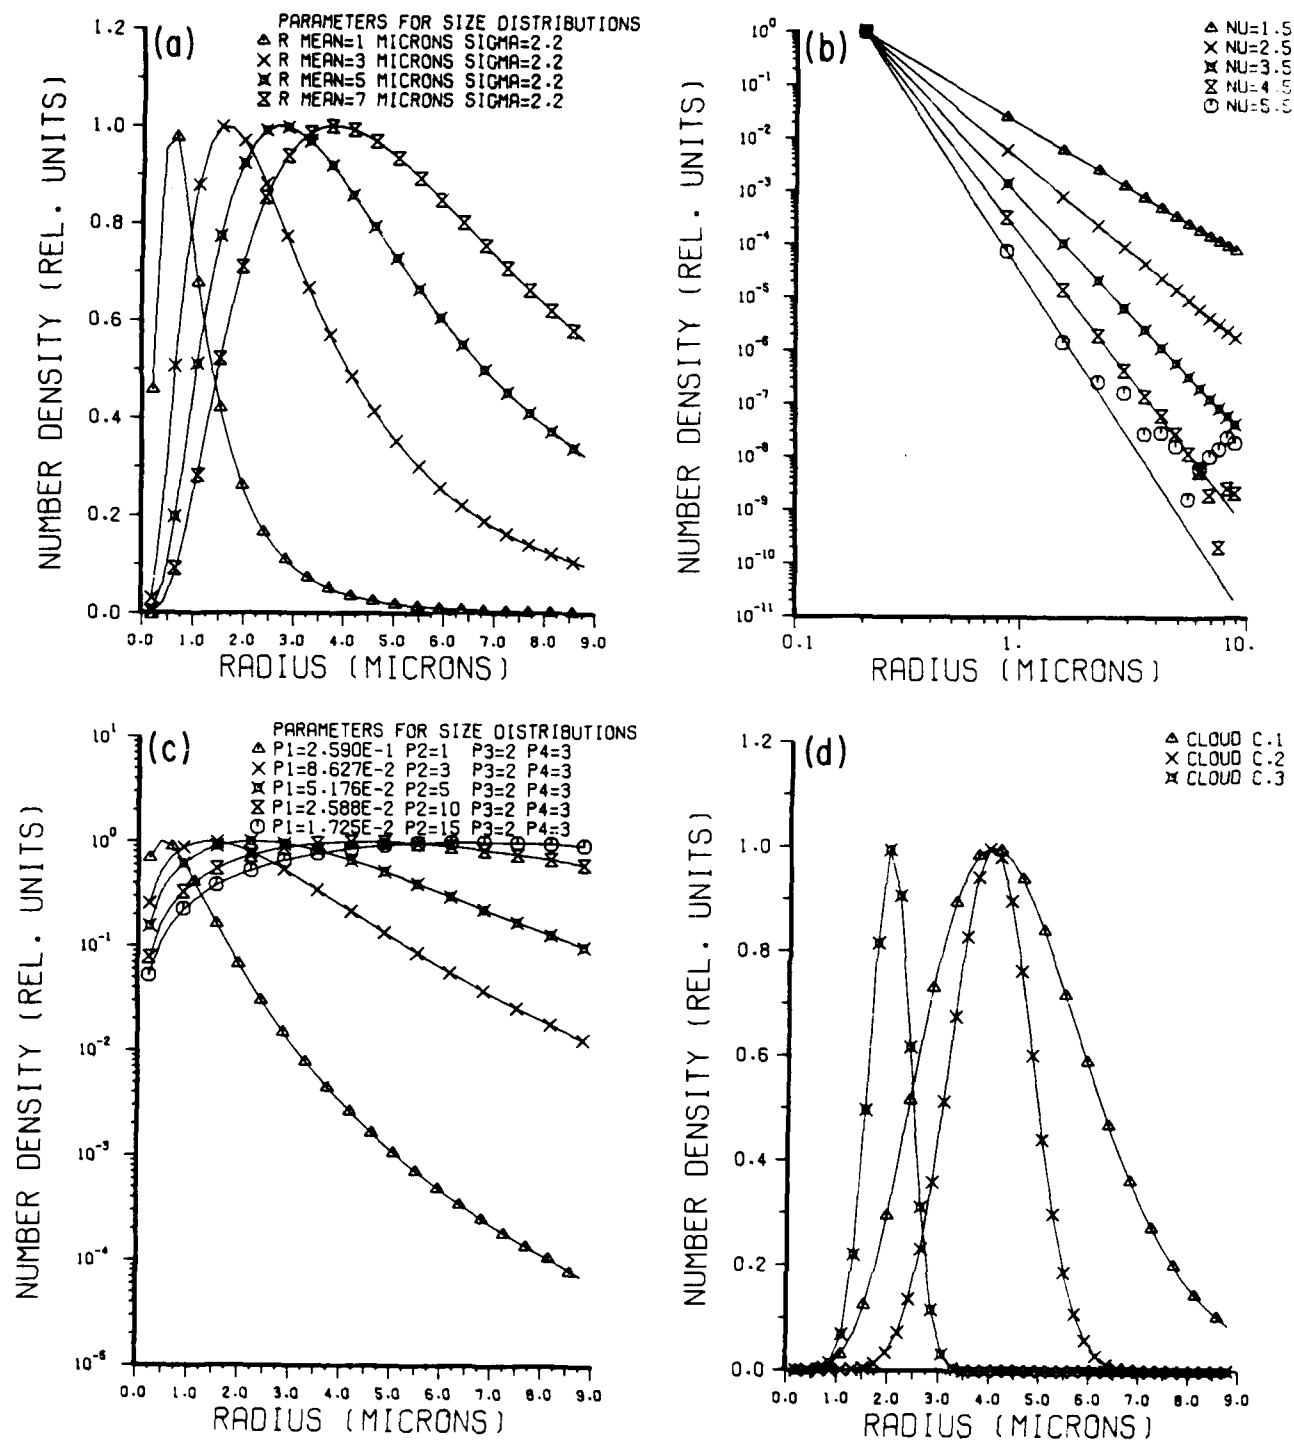 (a)
PARAMETERS FOR SIZE DISTRIBUTIONS
R MEAN=1 MICRONS SIGMA=2.2
R MEAN=3 MICRONS SIGMA=2.2
R MEAN=5 MICRONS SIGMA=2.2
R MEAN=7 MICRONS SIGMA=2.2
NUMBER DENSITY (REL. UNITS)
1.2
1.0
0.8
0.6
0.4
0.2
0.0
0.0 1.0 2.0 3.0 4.0 5.0 6.0 7.0 8.0 9.0
RADIUS (MICRONS)
(b)
NU=1.5
NU=2.5
NU=3.5
NU=4.5
NU=5.5
NUMBER DENSITY (REL. UNITS)
10⁰
10⁻¹
10⁻²
10⁻³
10⁻⁴
10⁻⁵
10⁻⁶
10⁻⁷
10⁻⁸
10⁻⁹
10⁻¹⁰
10⁻¹¹
0.1 1. 10.
RADIUS (MICRONS)
(c)
PARAMETERS FOR SIZE DISTRIBUTIONS
P1=2.590E-1 P2=1 P3=2 P4=3
P1=8.627E-2 P2=3 P3=2 P4=3
P1=5.176E-2 P2=5 P3=2 P4=3
P1=2.588E-2 P2=10 P3=2 P4=3
P1=1.725E-2 P2=15 P3=2 P4=3
NUMBER DENSITY (REL. UNITS)
10¹
10⁰
10⁻¹
10⁻²
10⁻³
10⁻⁴
10⁻⁵
0.0 1.0 2.0 3.0 4.0 5.0 6.0 7.0 8.0 9.0
RADIUS (MICRONS)
(d)
CLOUD C.1
CLOUD C.2
CLOUD C.3
NUMBER DENSITY (REL. UNITS)
1.2
1.0
0.8
0.6
0.4
0.2
0.0
0.0 1.0 2.0 3.0 4.0 5.0 6.0 7.0 8.0 9.0
RADIUS (MICRONS)